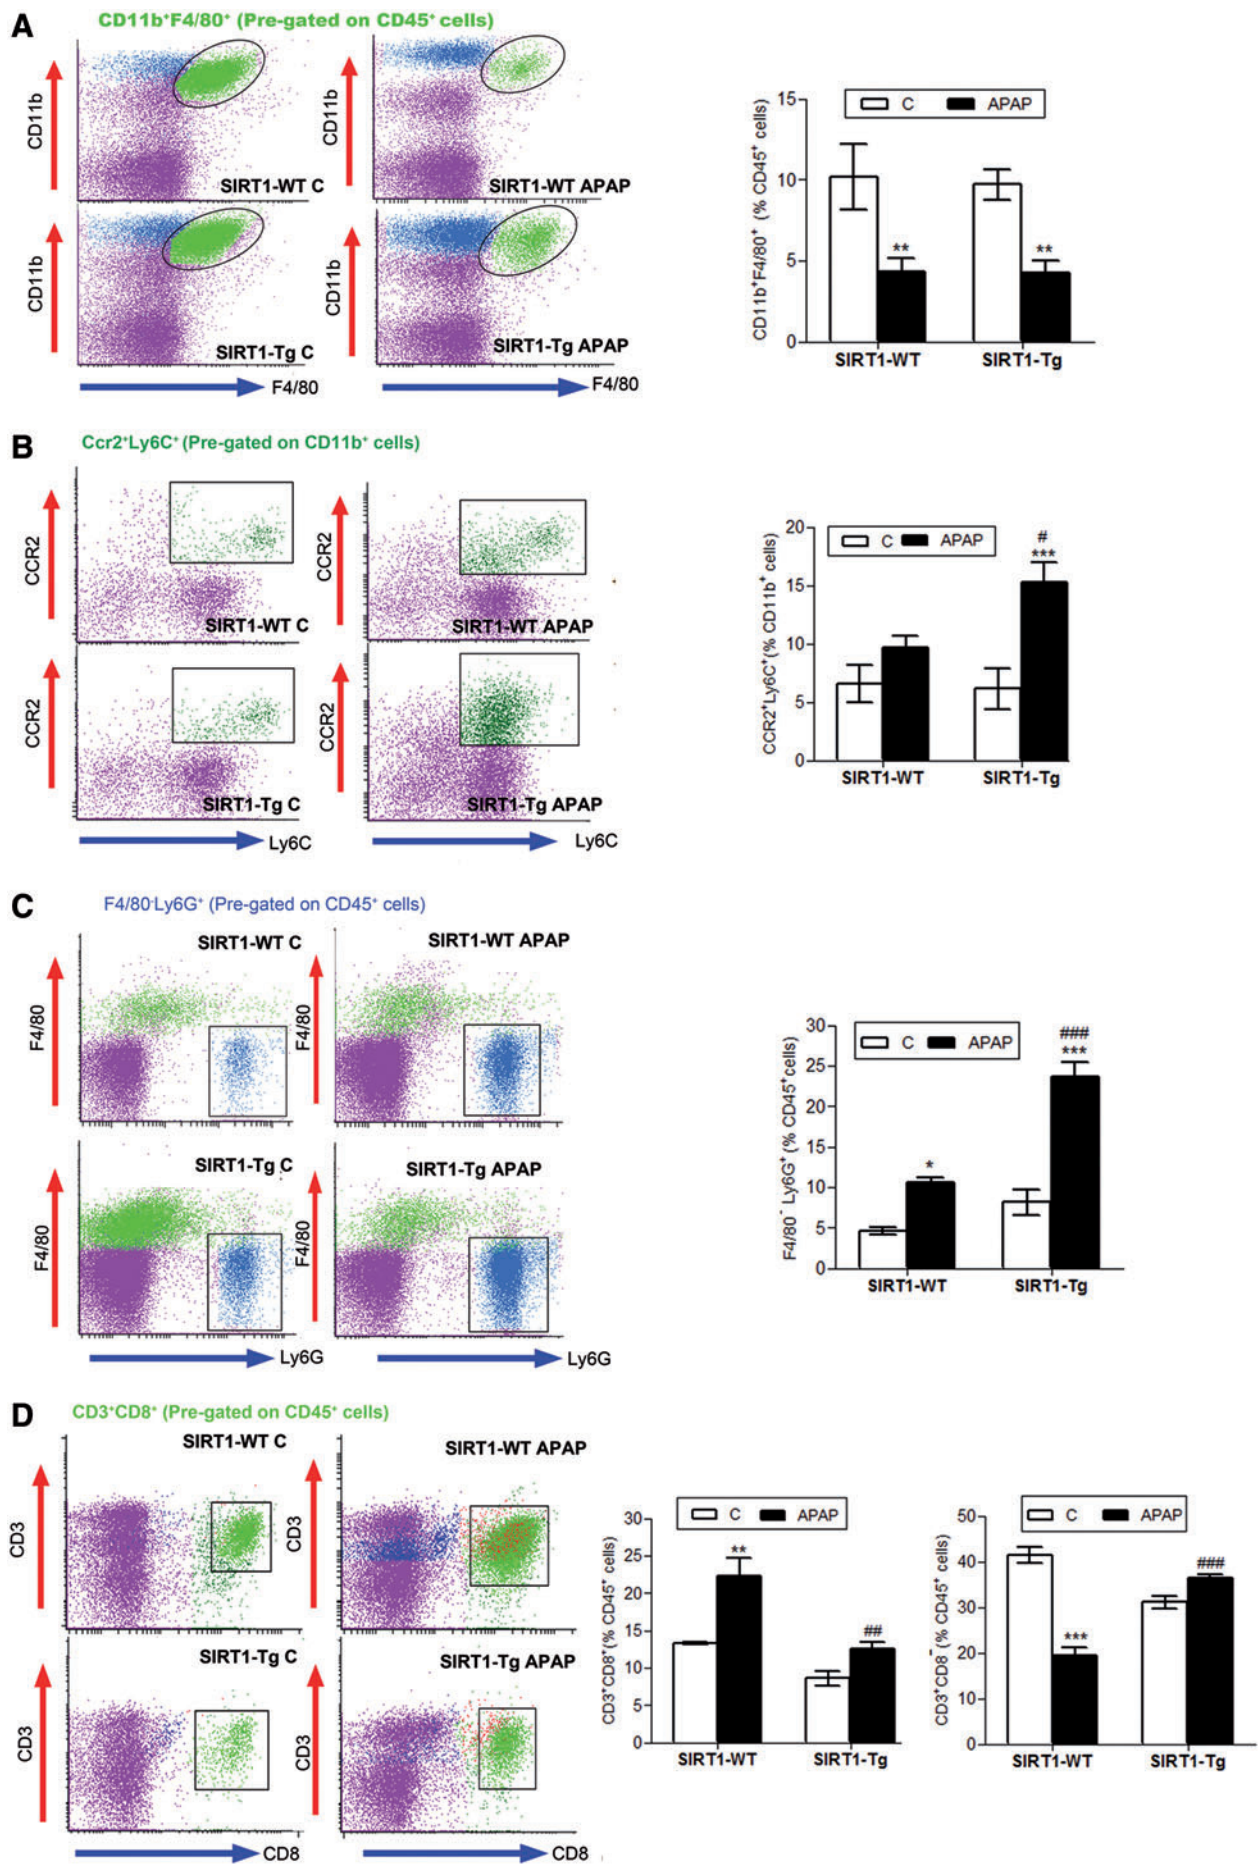 A
CD11b⁺F4/80⁺ (Pre-gated on CD45⁺ cells)
CD11b
CD11b
SIRT1-WT C
SIRT1-WT APAP
CD11b
CD11b
SIRT1-Tg C
SIRT1-Tg APAP
F4/80
F4/80
C APAP
CD11b⁺F4/80⁺ (% CD45⁺ cells)
15
10
5
0
** **
SIRT1-WT SIRT1-Tg
B
Ccr2⁺Ly6C⁺ (Pre-gated on CD11b⁺ cells)
CCR2
CCR2
SIRT1-WT C
SIRT1-WT APAP
CCR2
CCR2
SIRT1-Tg C
SIRT1-Tg APAP
Ly6C
Ly6C
C APAP
CCR2⁺Ly6C⁺(% CD11b⁺ cells)
20
15
10
5
0
#
***
SIRT1-WT SIRT1-Tg
C
F4/80⁻Ly6G⁺ (Pre-gated on CD45⁺ cells)
SIRT1-WT C
SIRT1-WT APAP
F4/80
F4/80
SIRT1-Tg C
SIRT1-Tg APAP
F4/80
F4/80
Ly6G
Ly6G
C APAP
F4/80⁻ Ly6G⁺ (% CD45⁺cells)
30
25
20
15
10
5
0
*
###
***
SIRT1-WT SIRT1-Tg
D
CD3⁺CD8⁺ (Pre-gated on CD45⁺ cells)
SIRT1-WT C
SIRT1-WT APAP
CD3
CD3
SIRT1-Tg C
SIRT1-Tg APAP
CD3
CD3
CD8
CD8
C APAP
CD3⁺CD8⁺(% CD45⁺ cells)
30
25
20
15
10
5
0
**
##
SIRT1-WT SIRT1-Tg
C APAP
CD3⁺CD8⁻(% CD45⁺ cells)
50
40
30
20
10
0
***
###
SIRT1-WT SIRT1-Tg